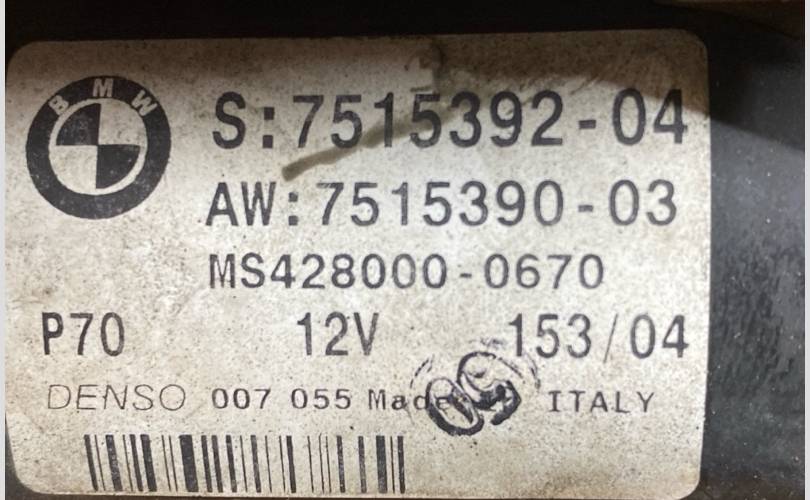 BMW
S:7515392-04
AW:7515390-03
MS428000-0670
P70 12V 153/04
DENSO 007 055 Made ITALY